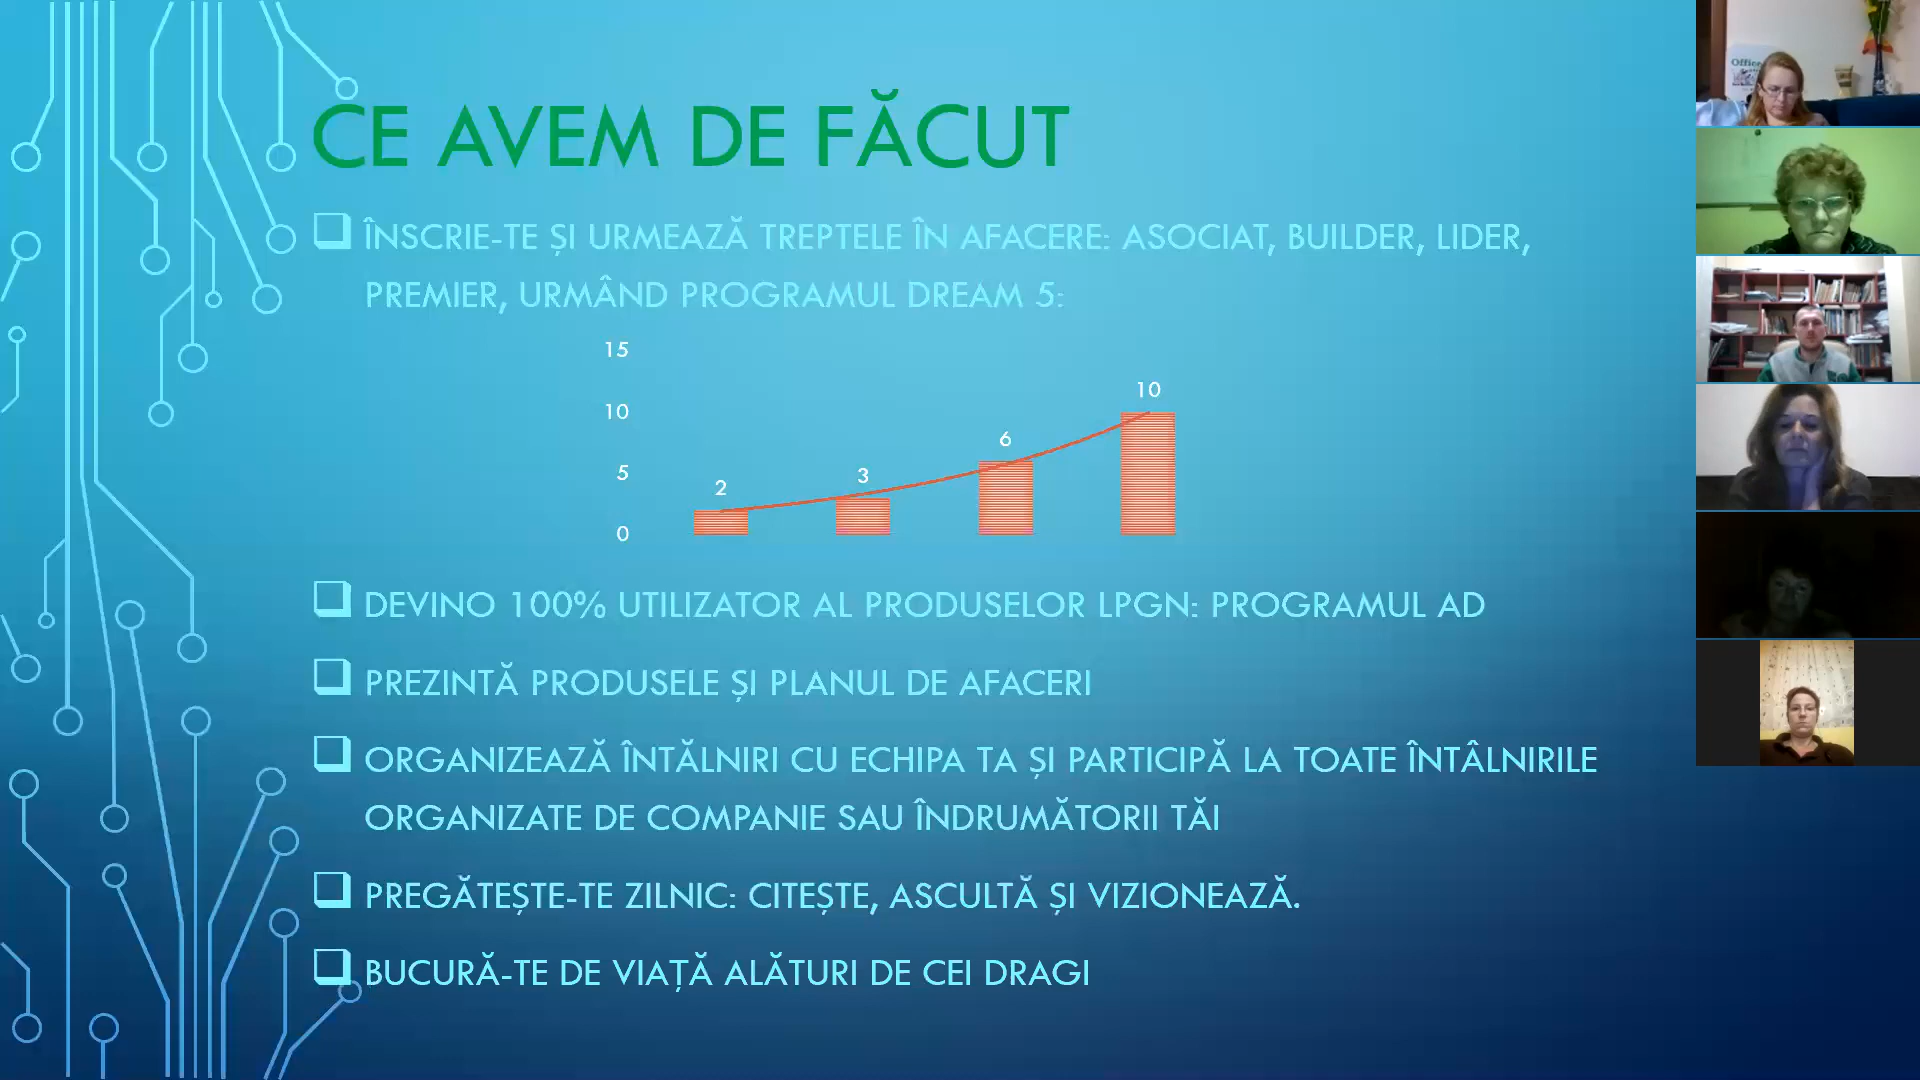 CE AVEM DE FĂCUT
ÎNSCRIE-TE ȘI URMEAZĂ TREPTELE ÎN AFACERE: ASOCIAT, BUILDER, LIDER,
PREMIER, URMÂND PROGRAMUL DREAM 5:
15
10
5
0
2
3
6
10
DEVINO 100% UTILIZATOR AL PRODUSELOR LPGN: PROGRAMUL AD
PREZINTĂ PRODUSELE ȘI PLANUL DE AFACERI
ORGANIZEAZĂ ÎNTĂLNIRI CU ECHIPA TA ȘI PARTICIPĂ LA TOATE ÎNTÂLNIRILE
ORGANIZATE DE COMPANIE SAU ÎNDRUMĂTORII TĂI
PREGĂTEȘTE-TE ZILNIC: CITEȘTE, ASCULTĂ ȘI VIZIONEAZĂ.
BUCURĂ-TE DE VIAȚĂ ALĂTURI DE CEI DRAGI
Office